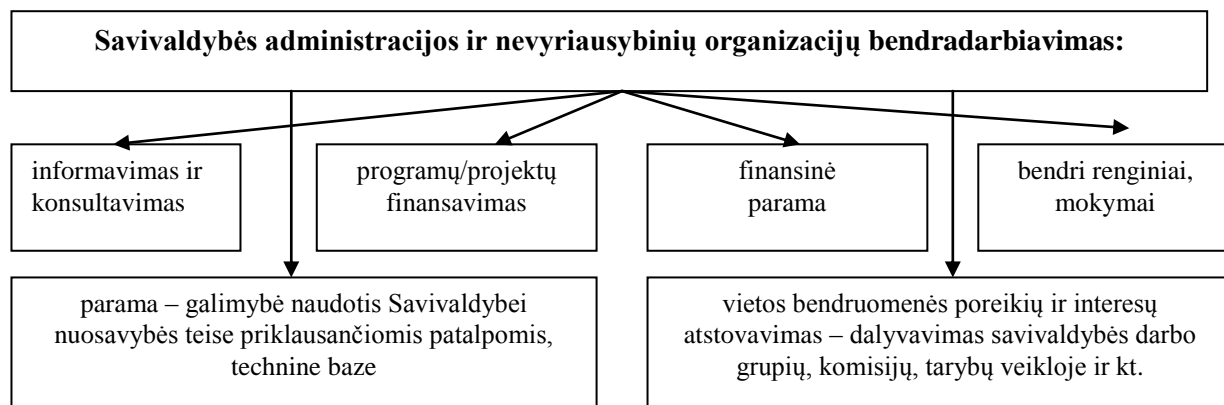 Savivaldybės administracijos ir nevyriausybinių organizacijų bendradarbiavimas:
informavimas ir
konsultavimas
programų/projektų
finansavimas
finansinė
parama
bendri renginiai,
mokymai
parama – galimybė naudotis Savivaldybei
nuosavybės teise priklausančiomis patalpomis,
technine baze
vietos bendruomenės poreikių ir interesų
atstovavimas – dalyvavimas savivaldybės darbo
grupių, komisijų, tarybų veikloje ir kt.